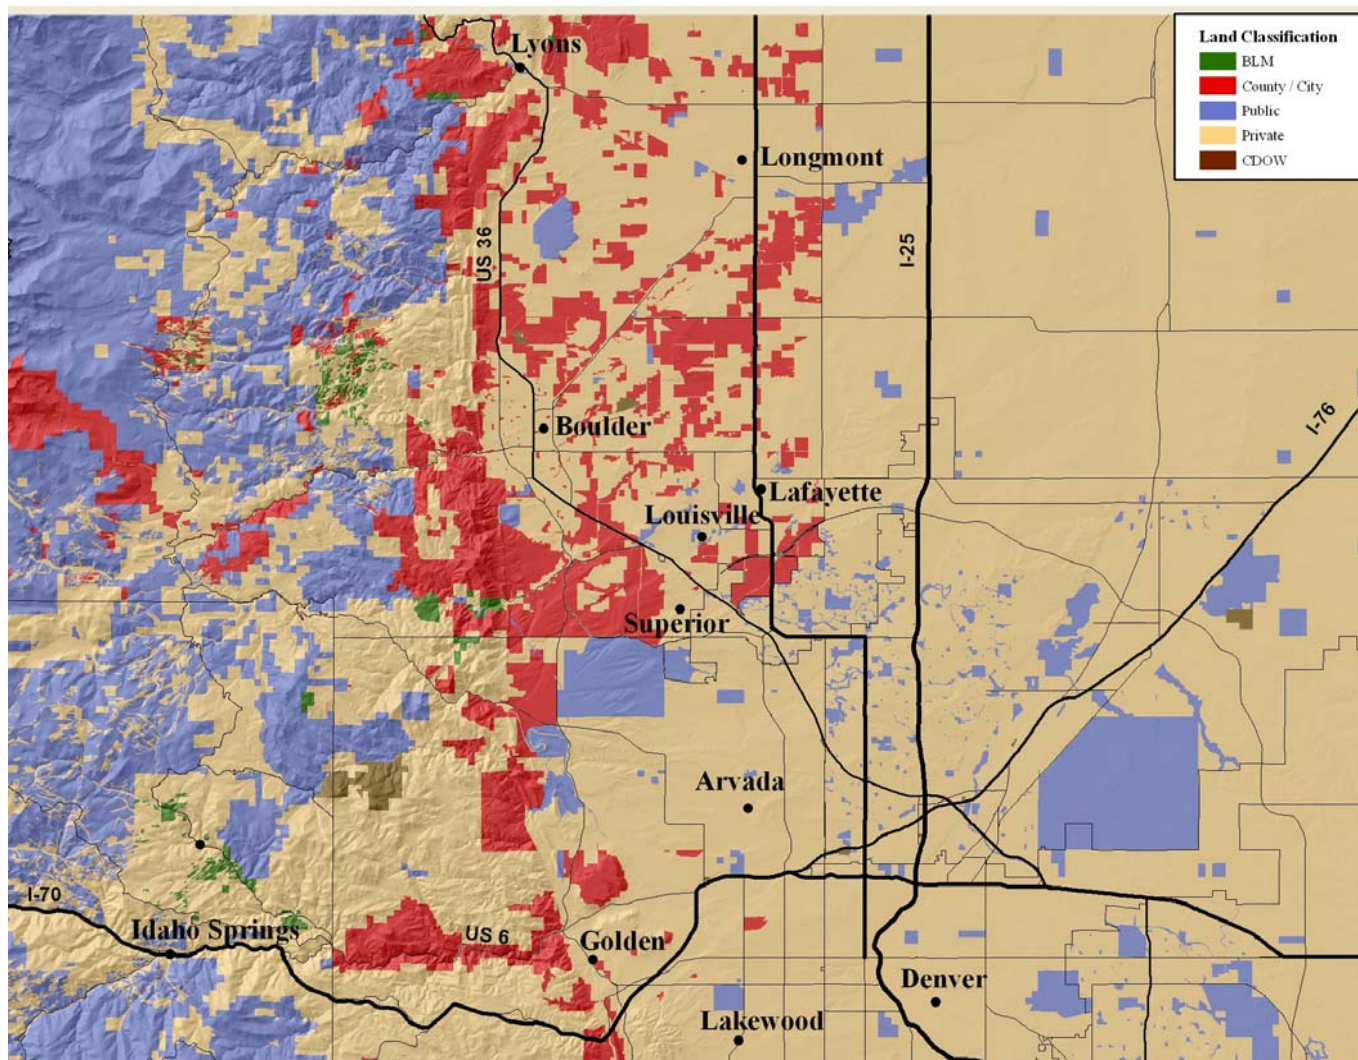 Land Classification
BLM
County / City
Public
Private
CDOW
Lyons
Longmont
US 36
I-25
I-76
Boulder
Lafayette
Louisville
Superior
Arvada
I-70
Idaho Springs
US 6
Golden
Denver
Lakewood